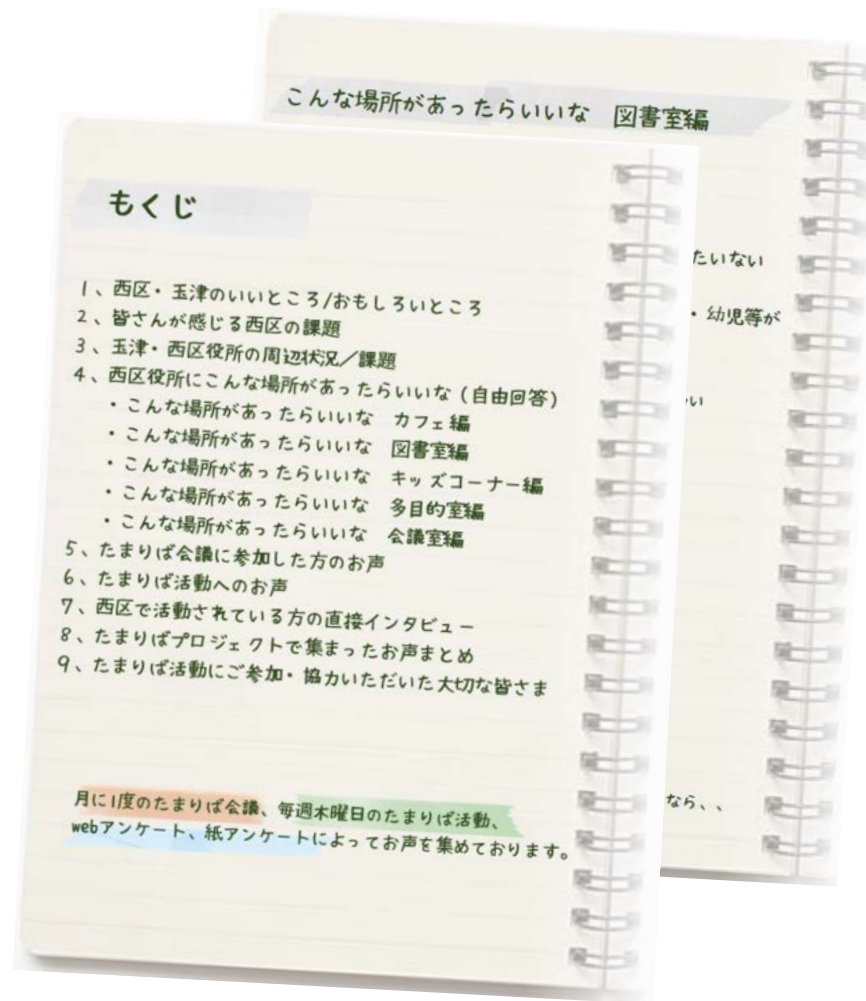 こんな場所があったらいいな　図書室編
たいない
・幼児等が
い
なら、、
もくじ
1、西区・玉津のいいところ/おもしろいところ
2、皆さんが感じる西区の課題
3、玉津・西区役所の周辺状況／課題
4、西区役所にこんな場所があったらいいな（自由回答）
・こんな場所があったらいいな　カフェ編
・こんな場所があったらいいな　図書室編
・こんな場所があったらいいな　キッズコーナー編
・こんな場所があったらいいな　多目的室編
・こんな場所があったらいいな　会議室編
5、たまりば会議に参加した方のお声
6、たまりば活動へのお声
7、西区で活動されている方の直接インタビュー
8、たまりばプロジェクトで集まったお声まとめ
9、たまりば活動にご参加・協力いただいた大切な皆さま
月に1度のたまりば会議、毎週木曜日のたまりば活動、
webアンケート、紙アンケートによってお声を集めております。